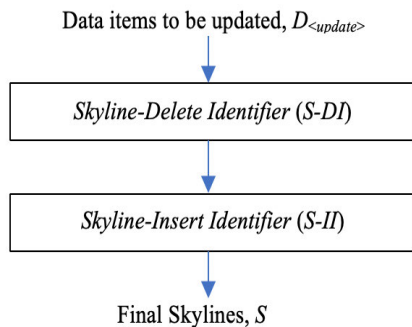 Data items to be updated, D<update>
Skyline-Delete Identifier (S-DI)
Skyline-Insert Identifier (S-II)
Final Skylines, S